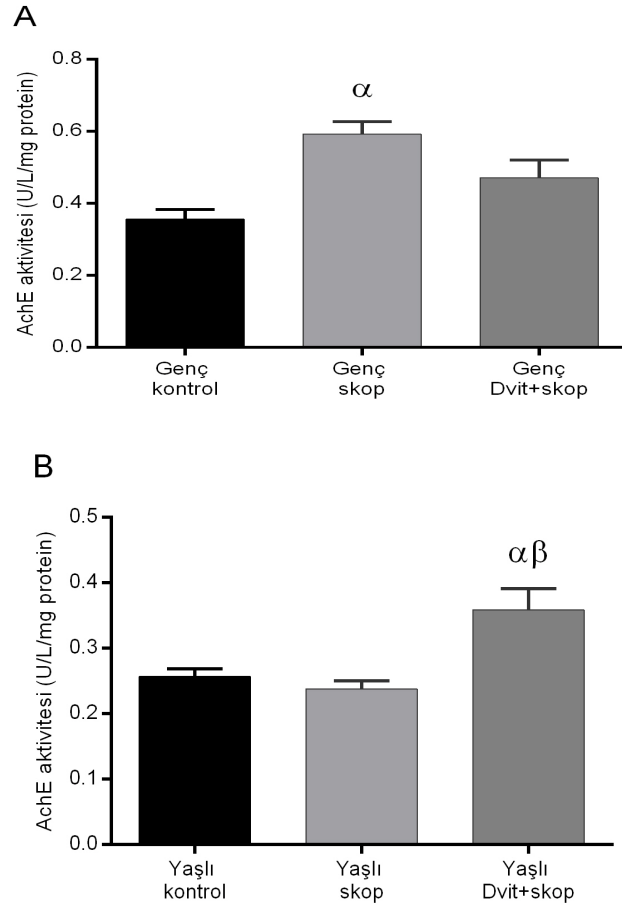 A
AchE aktivitesi (U/L/mg protein)
0.8
0.6
0.4
0.2
0.0
α
Genç
kontrol
Genç
skop
Genç
Dvit+skop
B
AchE aktivitesi (U/L/mg protein)
0.5
0.4
0.3
0.2
0.1
0.0
αβ
Yaşlı
kontrol
Yaşlı
skop
Yaşlı
Dvit+skop